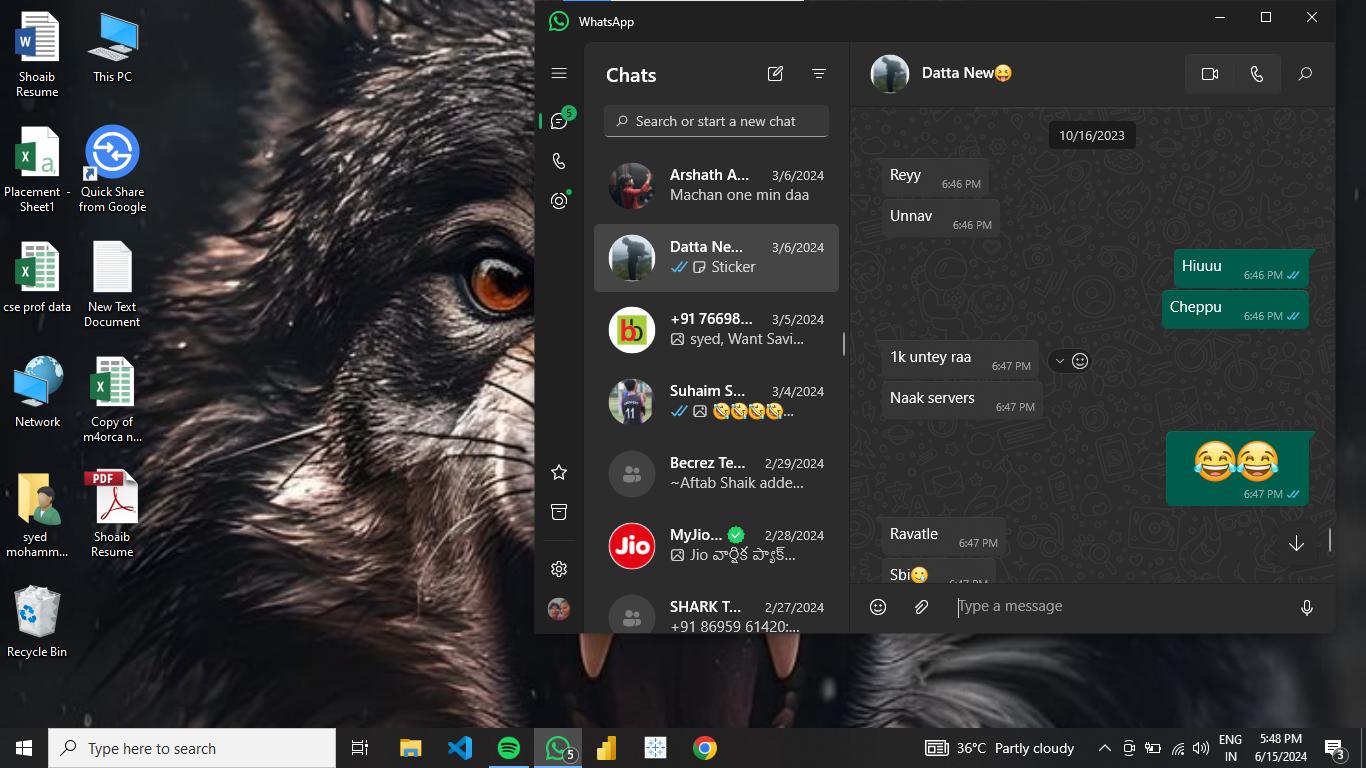 Shoaib
Resume
This PC
Placement -
Sheet1
Quick Share
from Google
cse prof data
New Text
Document
Network
Copy of
m4orca n...
syed
mohamm...
PDF
Shoaib
Resume
Recycle Bin
WhatsApp
5
Chats
Search or start a new chat
Arshath A... 3/6/2024
Machan one min daa
Datta Ne... 3/6/2024
Sticker
+91 76698... 3/5/2024
syed, Want Savi...
bb
Suhaim S... 3/4/2024
🤣🤣🤣🤣...
11
Becrez Te... 2/29/2024
~Aftab Shaik adde...
Jio
MyJio... 2/28/2024
Jio వార్షిక ప్యాక్...
SHARK T... 2/27/2024
+91 86959 61420:...
Datta New😝
10/16/2023
Reyy 6:46 PM
Unnav 6:46 PM
Hiuuu 6:46 PM
Cheppu 6:46 PM
1k untey raa 6:47 PM
Naak servers 6:47 PM
😂😂
6:47 PM
Ravatle 6:47 PM
Sbi🥲 6:47 PM
Type a message
Type here to search
5
36°C Partly cloudy
ENG
IN
5:48 PM
6/15/2024
3